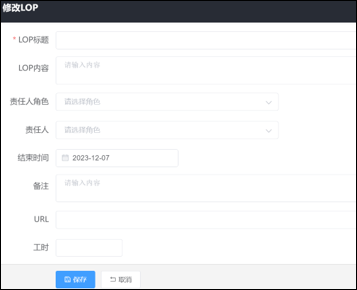 修改LOP
* LOP标题
LOP内容 请输入内容
责任人角色 请选择角色
责任人 请选择角色
结束时间 2023-12-07
备注 请输入内容
URL
工时
保存 取消